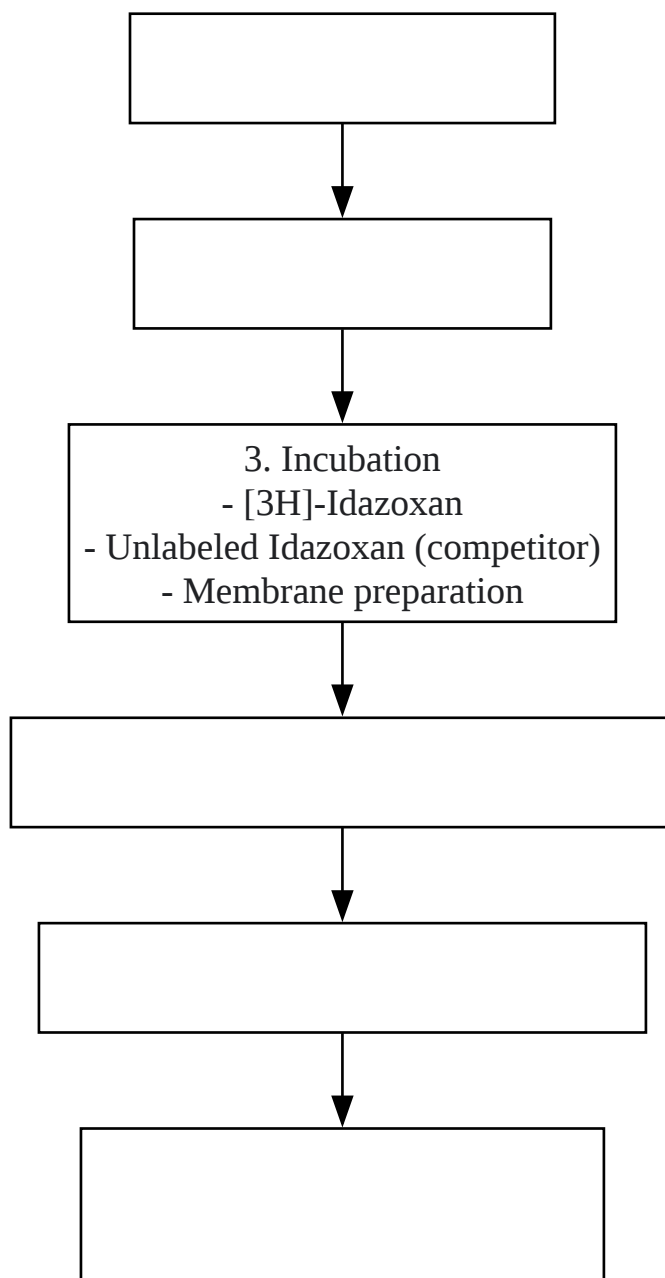 3. Incubation
- [3H]-Idazoxan
- Unlabeled Idazoxan (competitor)
- Membrane preparation